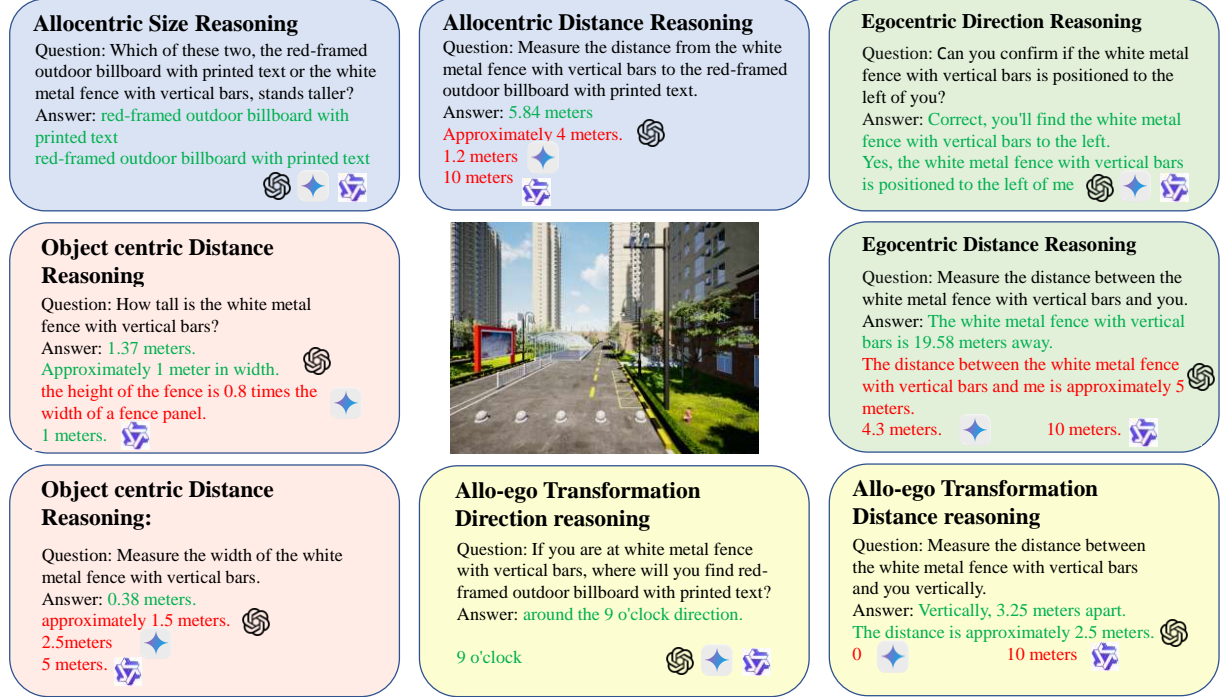 Allocentric Size Reasoning
Question: Which of these two, the red-framed
outdoor billboard with printed text or the white
metal fence with vertical bars, stands taller?
Answer: red-framed outdoor billboard with
printed text
red-framed outdoor billboard with printed text
Allocentric Distance Reasoning
Question: Measure the distance from the white
metal fence with vertical bars to the red-framed
outdoor billboard with printed text.
Answer: 5.84 meters
Approximately 4 meters.
1.2 meters
10 meters
Egocentric Direction Reasoning
Question: Can you confirm if the white metal
fence with vertical bars is positioned to the
left of you?
Answer: Correct, you'll find the white metal
fence with vertical bars to the left.
Yes, the white metal fence with vertical bars
is positioned to the left of me
Object centric Distance
Reasoning
Question: How tall is the white metal
fence with vertical bars?
Answer: 1.37 meters.
Approximately 1 meter in width.
the height of the fence is 0.8 times the
width of a fence panel.
1 meters.
Egocentric Distance Reasoning
Question: Measure the distance between the
white metal fence with vertical bars and you.
Answer: The white metal fence with vertical
bars is 19.58 meters away.
The distance between the white metal fence
with vertical bars and me is approximately 5
meters.
4.3 meters. 10 meters.
Object centric Distance
Reasoning:
Question: Measure the width of the white
metal fence with vertical bars.
Answer: 0.38 meters.
approximately 1.5 meters.
2.5meters
5 meters.
Allo-ego Transformation
Direction reasoning
Question: If you are at white metal fence
with vertical bars, where will you find red-
framed outdoor billboard with printed text?
Answer: around the 9 o'clock direction.
9 o'clock
Allo-ego Transformation
Distance reasoning
Question: Measure the distance between
the white metal fence with vertical bars
and you vertically.
Answer: Vertically, 3.25 meters apart.
The distance is approximately 2.5 meters.
0 10 meters